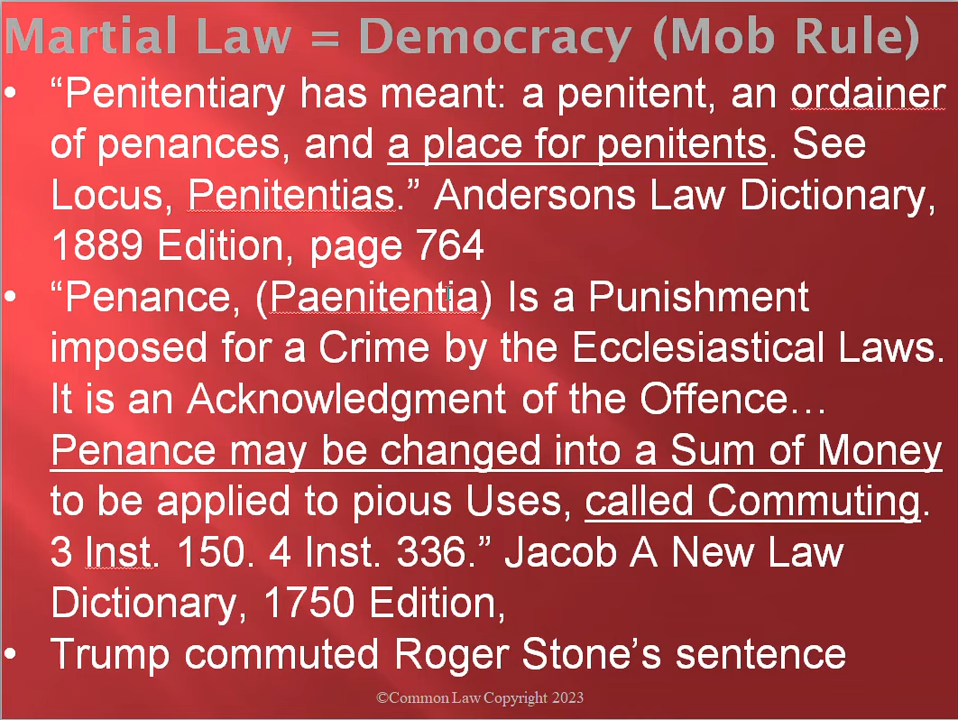 Martial Law = Democracy (Mob Rule)
• “Penitentiary has meant: a penitent, an ordainer
of penances, and a place for penitents. See
Locus, Penitentias.” Andersons Law Dictionary,
1889 Edition, page 764
• “Penance, (Paenitentia) Is a Punishment
imposed for a Crime by the Ecclesiastical Laws.
It is an Acknowledgment of the Offence…
Penance may be changed into a Sum of Money
to be applied to pious Uses, called Commuting.
3 Inst. 150. 4 Inst. 336.” Jacob A New Law
Dictionary, 1750 Edition,
• Trump commuted Roger Stone’s sentence
©Common Law Copyright 2023